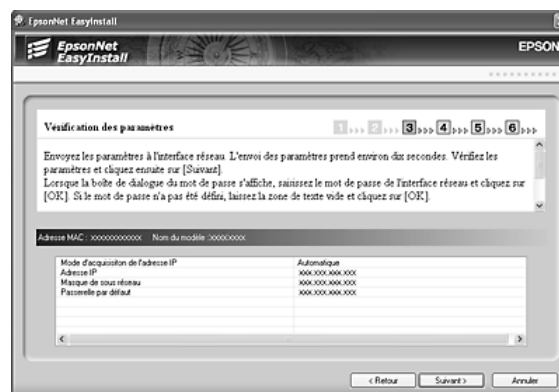 EpsonNet EasyInstall
EpsonNet
EasyInstall
EPSON
Vérification des paramètres
1 >>> 2 >>> 3 >>> 4 >>> 5 >>> 6 >>>
Envoyez les paramètres à l'interface réseau. L'envoi des paramètres prend environ dix secondes. Vérifiez les
paramètres et cliquez ensuite sur [Suivant].
Lorsque la boîte de dialogue du mot de passe s'affiche, saisissez le mot de passe de l'interface réseau et cliquez sur
[OK]. Si le mot de passe n'a pas été défini, laissez la zone de texte vide et cliquez sur [OK].
Adresse MAC : xxxxxxxxxxxx Nom du modèle :xxxxxxxxx
Mode d'acquisiton de l'adresse IP Automatique
Adresse IP xxx.xxx.xxx.xxx
Masque de sous réseau xxx.xxx.xxx.xxx
Passerelle par défaut xxx.xxx.xxx.xxx
< Retour Suivant > Annuler